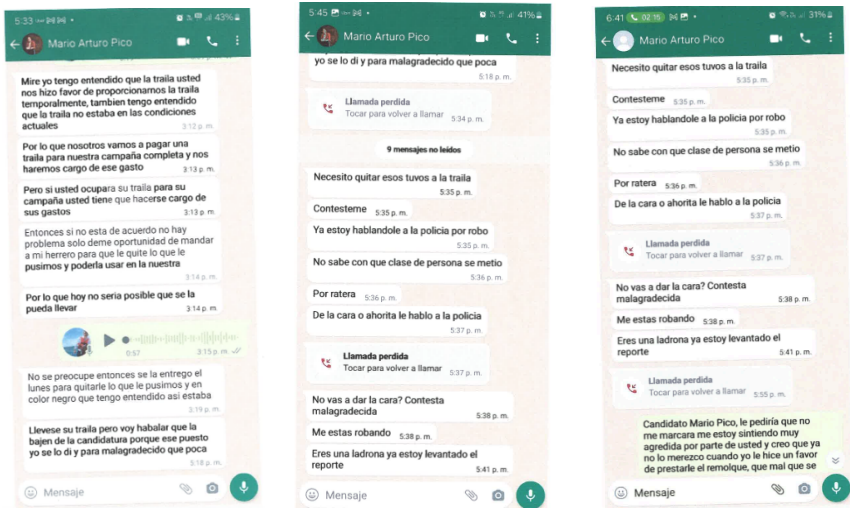 5:33
43%
Mario Arturo Pico
Mire yo tengo entendido que la traila usted
nos hizo favor de proporcionarnos la traila
temporalmente, tambien tengo entendido
que la traila no estaba en las condiciones
actuales
3:12 p. m.
Por lo que nosotros vamos a pagar una
traila para nuestra campaña completa y nos
haremos cargo de ese gasto
3:13 p. m.
Pero si usted ocupara su traila para su
campaña usted tiene que hacerse cargo de
sus gastos
3:13 p. m.
Entonces si no esta de acuerdo no hay
problema solo deme oportunidad de mandar
a mi herrero para que le quite lo que le
pusimos y poderla usar en la nuestra
3:14 p. m.
Por lo que hoy no seria posible que se la
pueda llevar
3:14 p. m.
0:57
3:15 p. m.
No se preocupe entonces se la entrego el
lunes para quitarle lo que le pusimos y en
color negro que tengo entendido asi estaba
3:19 p. m.
Llevese su traila pero voy habalar que la
bajen de la candidatura porque ese puesto
yo se lo di y para malagradecido que poca
5:18 p. m.
Mensaje
5:45
41%
Mario Arturo Pico
yo se lo di y para malagradecido que poca
5:18 p. m.
Llamada perdida
Tocar para volver a llamar 5:34 p. m.
9 mensajes no leídos
Necesito quitar esos tuvos a la traila
5:35 p. m.
Contesteme 5:35 p. m.
Ya estoy hablandole a la policia por robo
5:35 p. m.
No sabe con que clase de persona se metio
5:36 p. m.
Por ratera 5:36 p. m.
De la cara o ahorita le hablo a la policia
5:37 p. m.
Llamada perdida
Tocar para volver a llamar 5:37 p. m.
No vas a dar la cara? Contesta
malagradecida 5:38 p. m.
Me estas robando 5:38 p. m.
Eres una ladrona ya estoy levantado el
reporte 5:41 p. m.
Mensaje
6:41
02:15
31%
Mario Arturo Pico
Necesito quitar esos tuvos a la traila
5:35 p. m.
Contesteme 5:35 p. m.
Ya estoy hablandole a la policia por robo
5:35 p. m.
No sabe con que clase de persona se metio
5:36 p. m.
Por ratera 5:36 p. m.
De la cara o ahorita le hablo a la policia
5:37 p. m.
Llamada perdida
Tocar para volver a llamar 5:37 p. m.
No vas a dar la cara? Contesta
malagradecida 5:38 p. m.
Me estas robando 5:38 p. m.
Eres una ladrona ya estoy levantado el
reporte 5:41 p. m.
Llamada perdida
Tocar para volver a llamar 5:55 p. m.
Candidato Mario Pico, le pediría que no
me marcara me estoy sintiendo muy
agredida por parte de usted y creo que ya
no lo merezco cuando yo le hice un favor
de prestarle el remolque, que mal que se
Mensaje